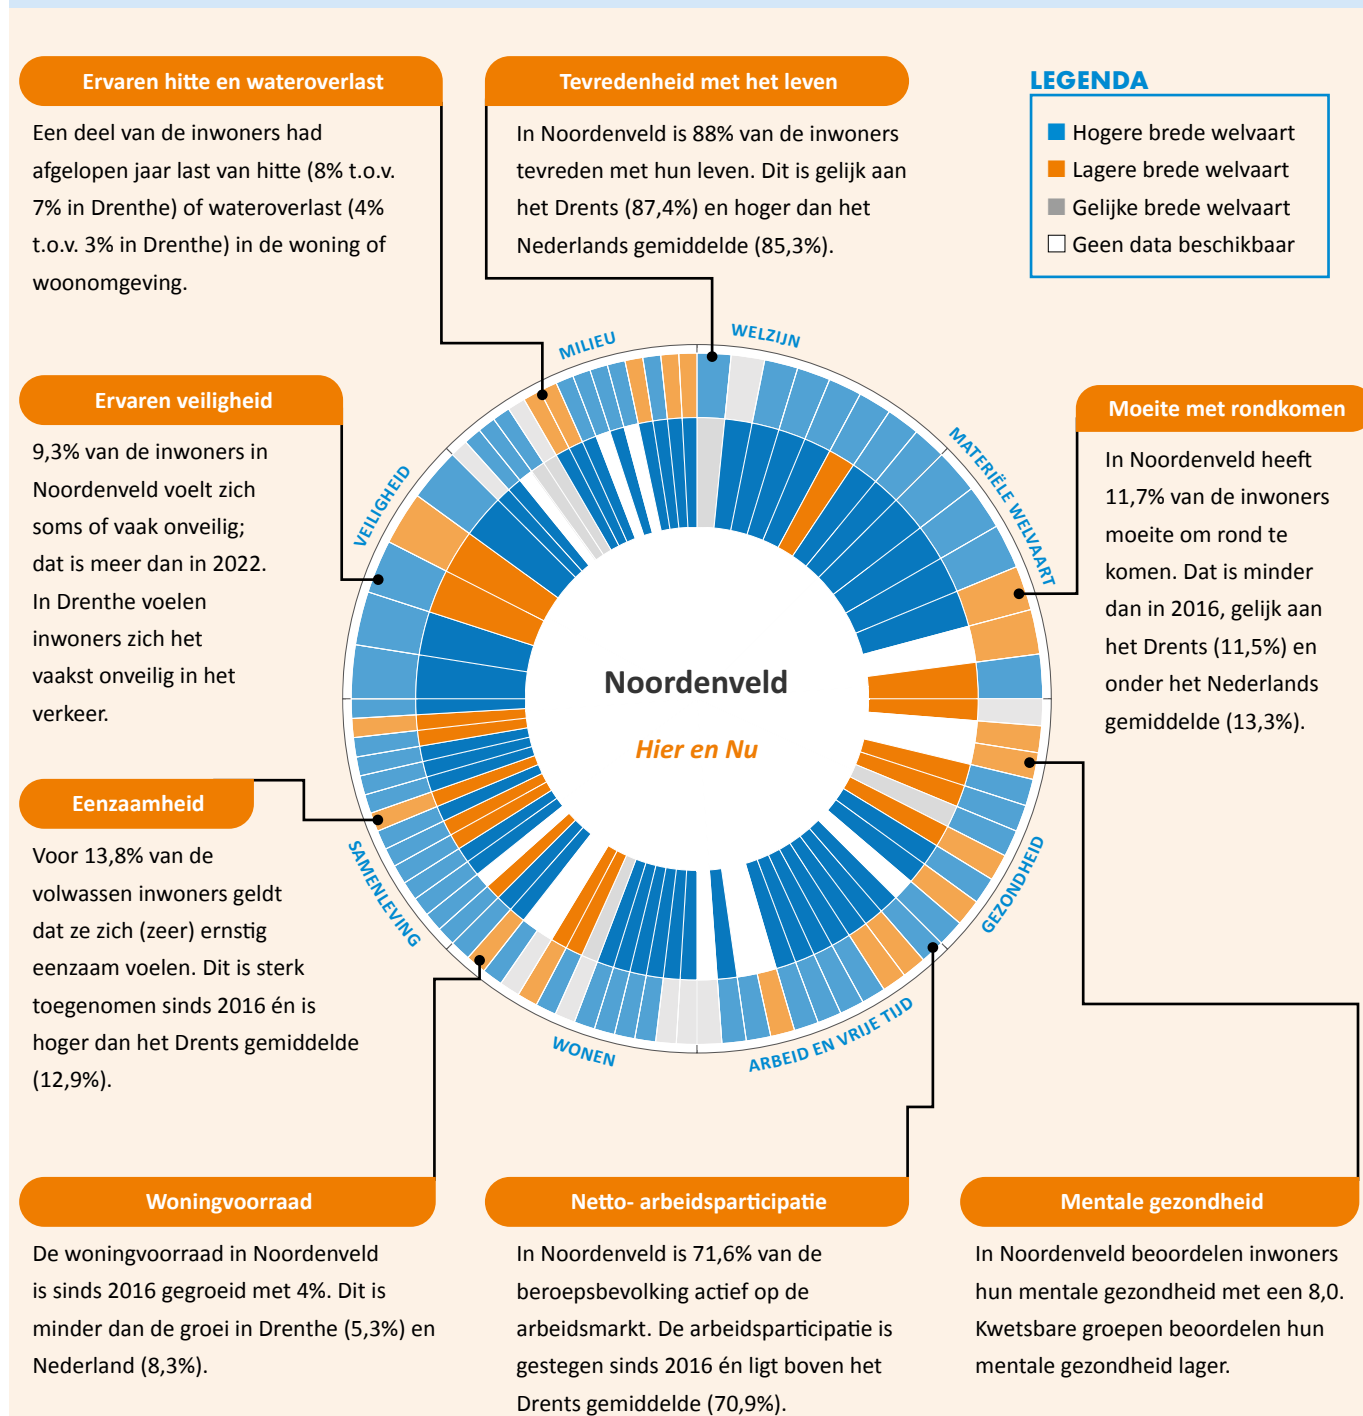 Ervaren hitte en wateroverlast
Een deel van de inwoners had
afgelopen jaar last van hitte (8% t.o.v.
7% in Drenthe) of wateroverlast (4%
t.o.v. 3% in Drenthe) in de woning of
woonomgeving.
Tevredenheid met het leven
In Noordenveld is 88% van de inwoners
tevreden met hun leven. Dit is gelijk aan
het Drents (87,4%) en hoger dan het
Nederlands gemiddelde (85,3%).
LEGENDA
Hogere brede welvaart
Lagere brede welvaart
Gelijke brede welvaart
Geen data beschikbaar
Ervaren veiligheid
9,3% van de inwoners in
Noordenveld voelt zich
soms of vaak onveilig;
dat is meer dan in 2022.
In Drenthe voelen
inwoners zich het
vaakst onveilig in het
verkeer.
MILIEU
WELZIJN
MATERIËLE WELVAART
GEZONDHEID
ARBEID EN VRIJE TIJD
WONEN
SAMENLEVING
VEILIGHEID
Noordenveld
Hier en Nu
Moeite met rondkomen
In Noordenveld heeft
11,7% van de inwoners
moeite om rond te
komen. Dat is minder
dan in 2016, gelijk aan
het Drents (11,5%) en
onder het Nederlands
gemiddelde (13,3%).
Eenzaamheid
Voor 13,8% van de
volwassen inwoners geldt
dat ze zich (zeer) ernstig
eenzaam voelen. Dit is sterk
toegenomen sinds 2016 én is
hoger dan het Drents gemiddelde
(12,9%).
Woningvoorraad
De woningvoorraad in Noordenveld
is sinds 2016 gegroeid met 4%. Dit is
minder dan de groei in Drenthe (5,3%) en
Nederland (8,3%).
Netto- arbeidsparticipatie
In Noordenveld is 71,6% van de
beroepsbevolking actief op de
arbeidsmarkt. De arbeidsparticipatie is
gestegen sinds 2016 én ligt boven het
Drents gemiddelde (70,9%).
Mentale gezondheid
In Noordenveld beoordelen inwoners
hun mentale gezondheid met een 8,0.
Kwetsbare groepen beoordelen hun
mentale gezondheid lager.